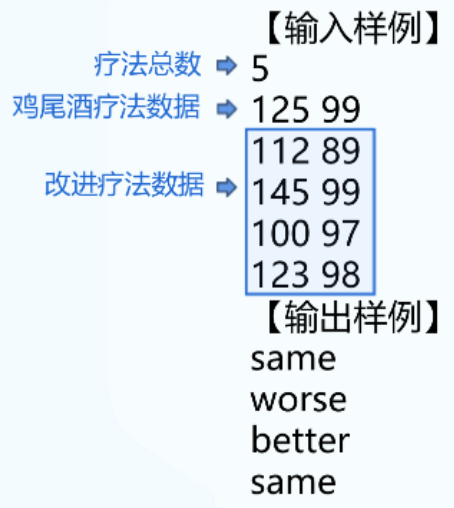 【输入样例】
疗法总数 5
鸡尾酒疗法数据 125 99
112 89
改进疗法数据 145 99
100 97
123 98
【输出样例】
same
worse
better
same